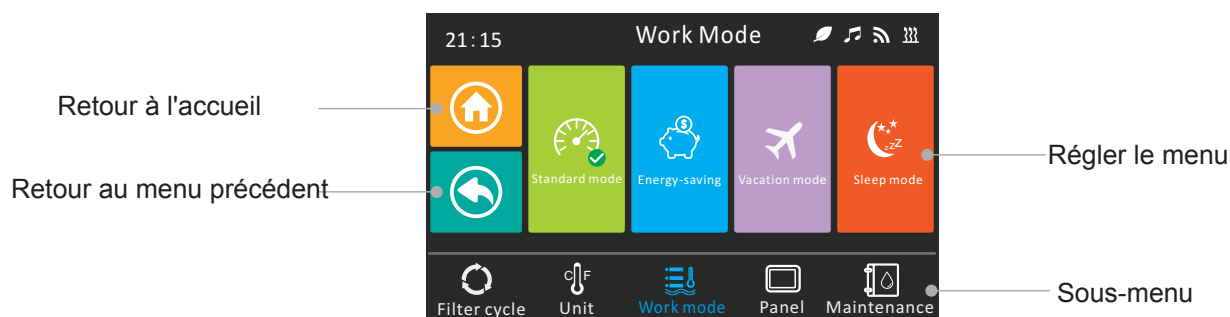 21:15
Work Mode
Retour à l'accueil
Retour au menu précédent
Standard mode
Energy-saving
Vacation mode
Sleep mode
zzZ
$
Régler le menu
C F
Filter cycle
Unit
Work mode
Panel
Maintenance
Sous-menu